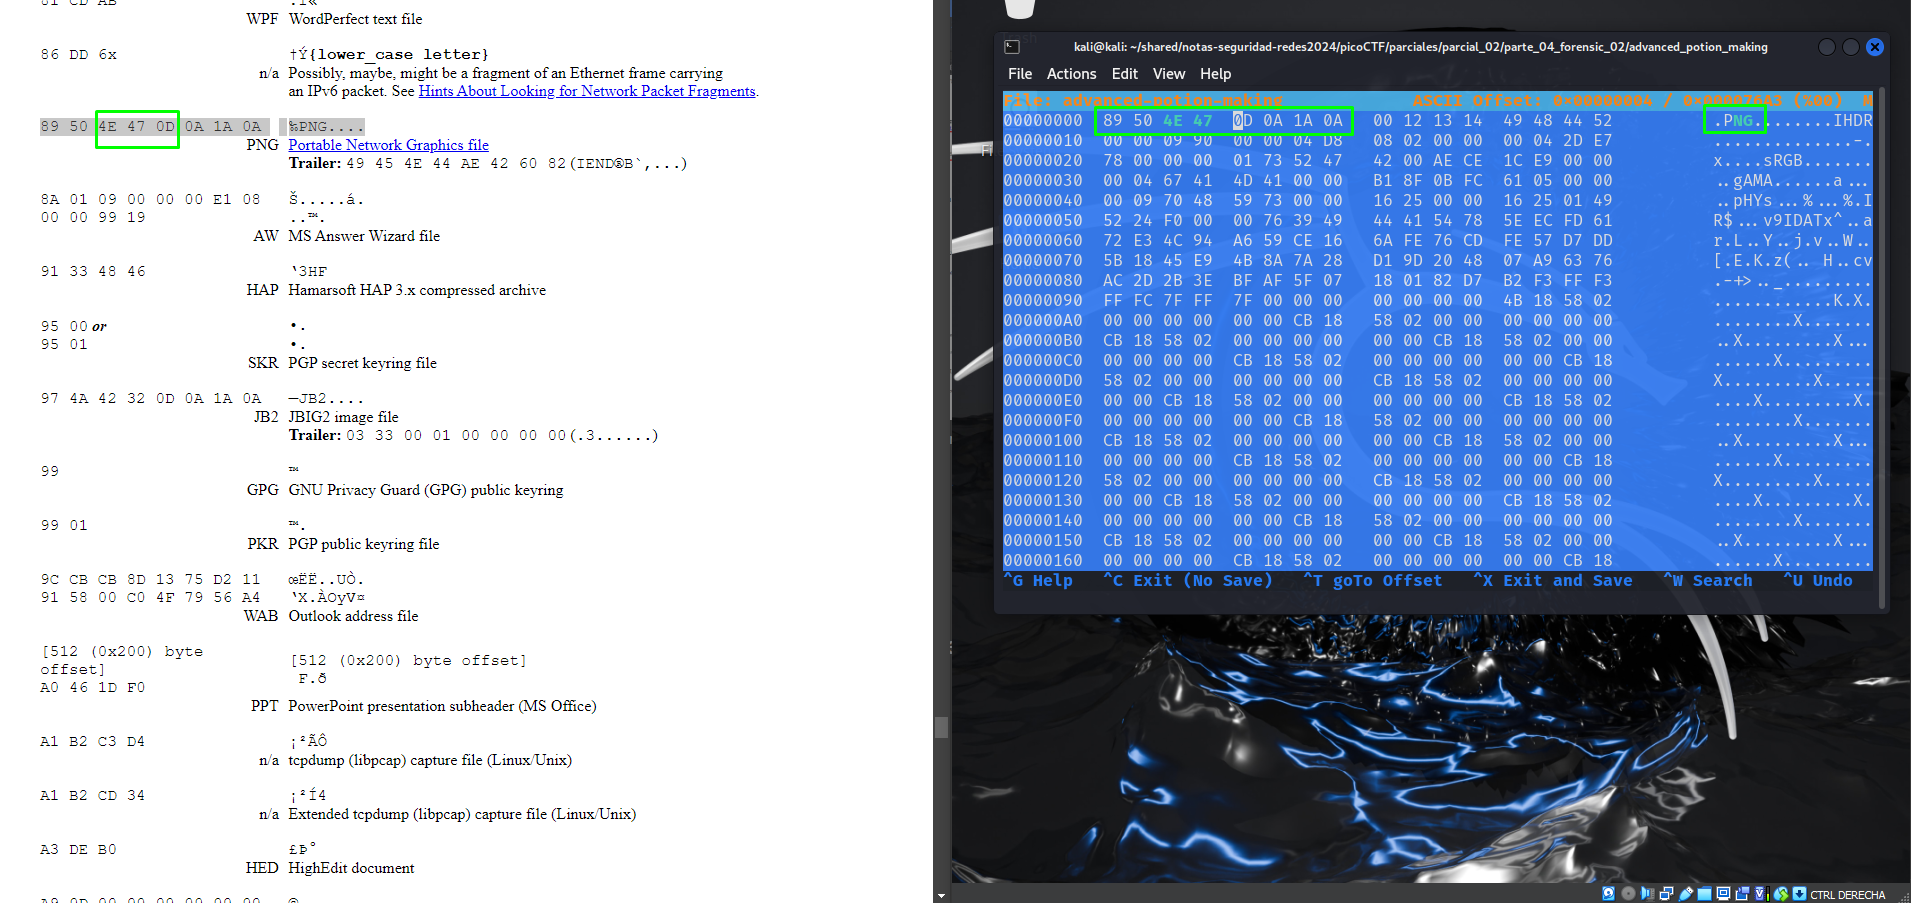 81 CD AB
WPF WordPerfect text file
86 DD 6x †Ý{lower_case letter}
n/a Possibly, maybe, might be a fragment of an Ethernet frame carrying
an IPv6 packet. See Hints About Looking for Network Packet Fragments.
89 50 4E 47 0D 0A 1A 0A ‰PNG....
PNG Portable Network Graphics file
Trailer: 49 45 4E 44 AE 42 60 82 (IEND®B`‚...)
8A 01 09 00 00 00 E1 08 Š.....á.
00 00 99 19 ..™.
AW MS Answer Wizard file
91 33 48 46 ‘3HF
HAP Hamarsoft HAP 3.x compressed archive
95 00 or •.
95 01 •.
SKR PGP secret keyring file
97 4A 42 32 0D 0A 1A 0A —JB2....
JB2 JBIG2 image file
Trailer: 03 33 00 01 00 00 00 00 (.3......)
99 ™
GPG GNU Privacy Guard (GPG) public keyring
99 01 ™.
PKR PGP public keyring file
9C CB CB 8D 13 75 D2 11 œËË..uÒ.
91 58 00 C0 4F 79 56 A4 ‘X.ÀOyV¤
WAB Outlook address file
[512 (0x200) byte
offset] [512 (0x200) byte offset]
A0 46 1D F0 F.ð
PPT PowerPoint presentation subheader (MS Office)
A1 B2 C3 D4 ¡²ÃÔ
n/a tcpdump (libpcap) capture file (Linux/Unix)
A1 B2 CD 34 ¡²Í4
n/a Extended tcpdump (libpcap) capture file (Linux/Unix)
A3 DE B0 £Þ°
HED HighEdit document
kali@kali: ~/shared/notas-seguridad-redes2024/picoCTF/parciales/parcial_02/parte_04_forensic_02/advanced_potion_making
File Actions Edit View Help
File: advanced-potion-making ASCII Offset: 0×00000004 / 0×000076A3 (%00) M
00000000 89 50 4E 47 0D 0A 1A 0A 00 12 13 14 49 48 44 52 .PNG........IHDR
00000010 00 00 09 90 00 00 04 D8 08 02 00 00 00 04 2D E7 ..............-.
00000020 78 00 00 00 01 73 52 47 42 00 AE CE 1C E9 00 00 x....sRGB.......
00000030 00 04 67 41 4D 41 00 00 B1 8F 0B FC 61 05 00 00 ..gAMA......a...
00000040 00 09 70 48 59 73 00 00 16 25 00 00 16 25 01 49 ..pHYs...%...%.I
00000050 52 24 F0 00 00 76 39 49 44 41 54 78 5E EC FD 61 R$...v9IDATx^..a
00000060 72 E3 4C 94 A6 59 CE 16 6A FE 76 CD FE 57 D7 DD r.L..Y..j.v..W..
00000070 5B 18 45 E9 4B 8A 7A 28 D1 9D 20 48 07 A9 63 76 [.E.K.z(.. H..cv
00000080 AC 2D 2B 3E BF AF 5F 07 18 01 82 D7 B2 F3 FF F3 .-+>.._.........
00000090 FF FC 7F FF 7F 00 00 00 00 00 00 00 4B 18 58 02 ............K.X.
000000A0 00 00 00 00 00 00 CB 18 58 02 00 00 00 00 00 00 ........X.......
000000B0 CB 18 58 02 00 00 00 00 00 00 CB 18 58 02 00 00 ..X.........X...
000000C0 00 00 00 00 CB 18 58 02 00 00 00 00 00 00 CB 18 ......X.........
000000D0 58 02 00 00 00 00 00 00 CB 18 58 02 00 00 00 00 X.........X.....
000000E0 00 00 CB 18 58 02 00 00 00 00 00 00 CB 18 58 02 ....X.........X.
000000F0 00 00 00 00 00 00 CB 18 58 02 00 00 00 00 00 00 ........X.......
00000100 CB 18 58 02 00 00 00 00 00 00 CB 18 58 02 00 00 ..X.........X...
00000110 00 00 00 00 CB 18 58 02 00 00 00 00 00 00 CB 18 ......X.........
00000120 58 02 00 00 00 00 00 00 CB 18 58 02 00 00 00 00 X.........X.....
00000130 00 00 CB 18 58 02 00 00 00 00 00 00 CB 18 58 02 ....X.........X.
00000140 00 00 00 00 00 00 CB 18 58 02 00 00 00 00 00 00 ........X.......
00000150 CB 18 58 02 00 00 00 00 00 00 CB 18 58 02 00 00 ..X.........X...
00000160 00 00 00 00 CB 18 58 02 00 00 00 00 00 00 CB 18 ......X.........
^G Help ^C Exit (No Save) ^T goTo Offset ^X Exit and Save ^W Search ^U Undo
CTRL DERECHA